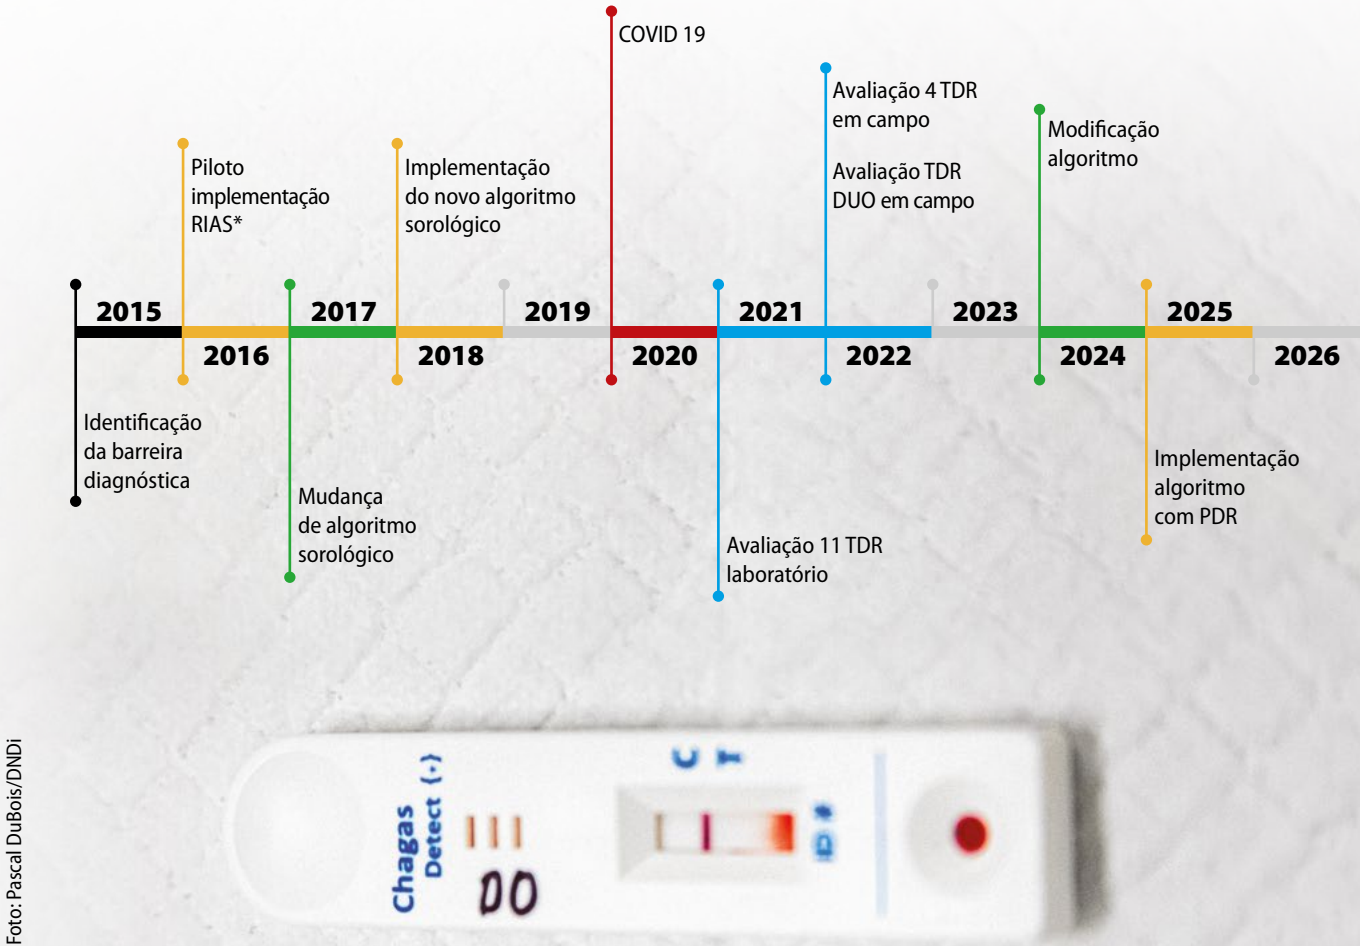 COVID 19
Avaliação 4 TDR
em campo
Avaliação TDR
DUO em campo
Modificação
algoritmo
Piloto
implementação
RIAS*
Implementação
do novo algoritmo
sorológico
2015
2016
2017
2018
2019
2020
2021
2022
2023
2024
2025
2026
Identificação
da barreira
diagnóstica
Mudança
de algoritmo
sorológico
Avaliação 11 TDR
laboratório
Implementação
algoritmo
com PDR
Foto: Pascal DuBois/DNDi
Chagas
Detect
DO
C T